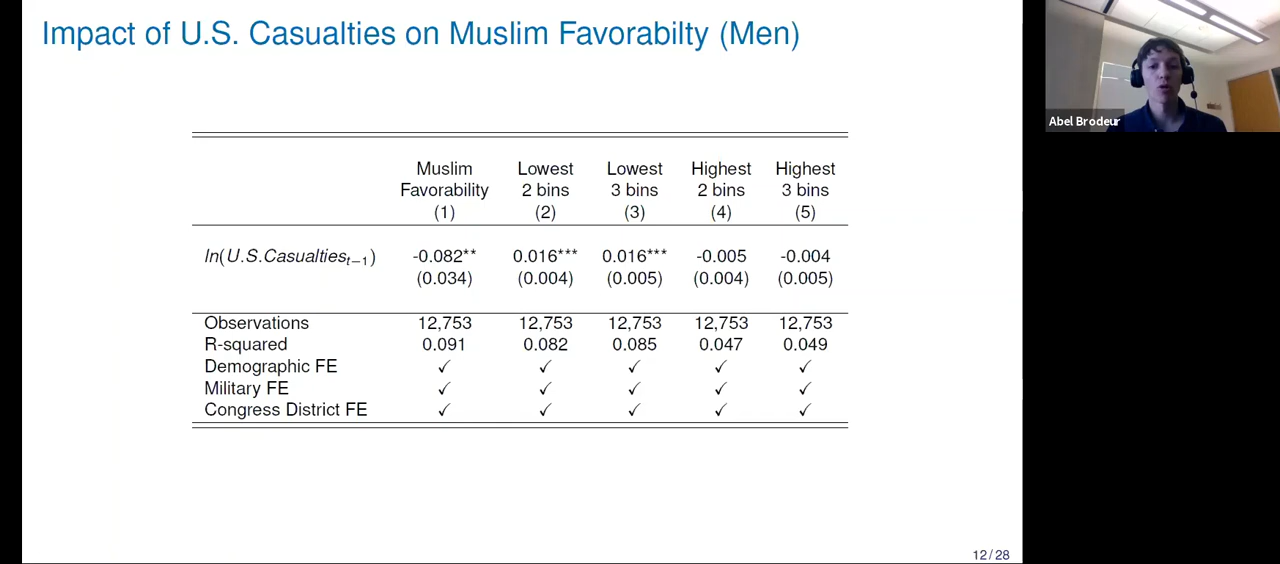 Impact of U.S. Casualties on Muslim Favorabilty (Men)
Abel Brodeur
Muslim Lowest Lowest Highest Highest
Favorability 2 bins 3 bins 2 bins 3 bins
(1) (2) (3) (4) (5)
ln(U.S.Casualties_{t−1}) -0.082** 0.016*** 0.016*** -0.005 -0.004
(0.034) (0.004) (0.005) (0.004) (0.005)
Observations 12,753 12,753 12,753 12,753 12,753
R-squared 0.091 0.082 0.085 0.047 0.049
Demographic FE ✓ ✓ ✓ ✓ ✓
Military FE ✓ ✓ ✓ ✓ ✓
Congress District FE ✓ ✓ ✓ ✓ ✓
12 / 28